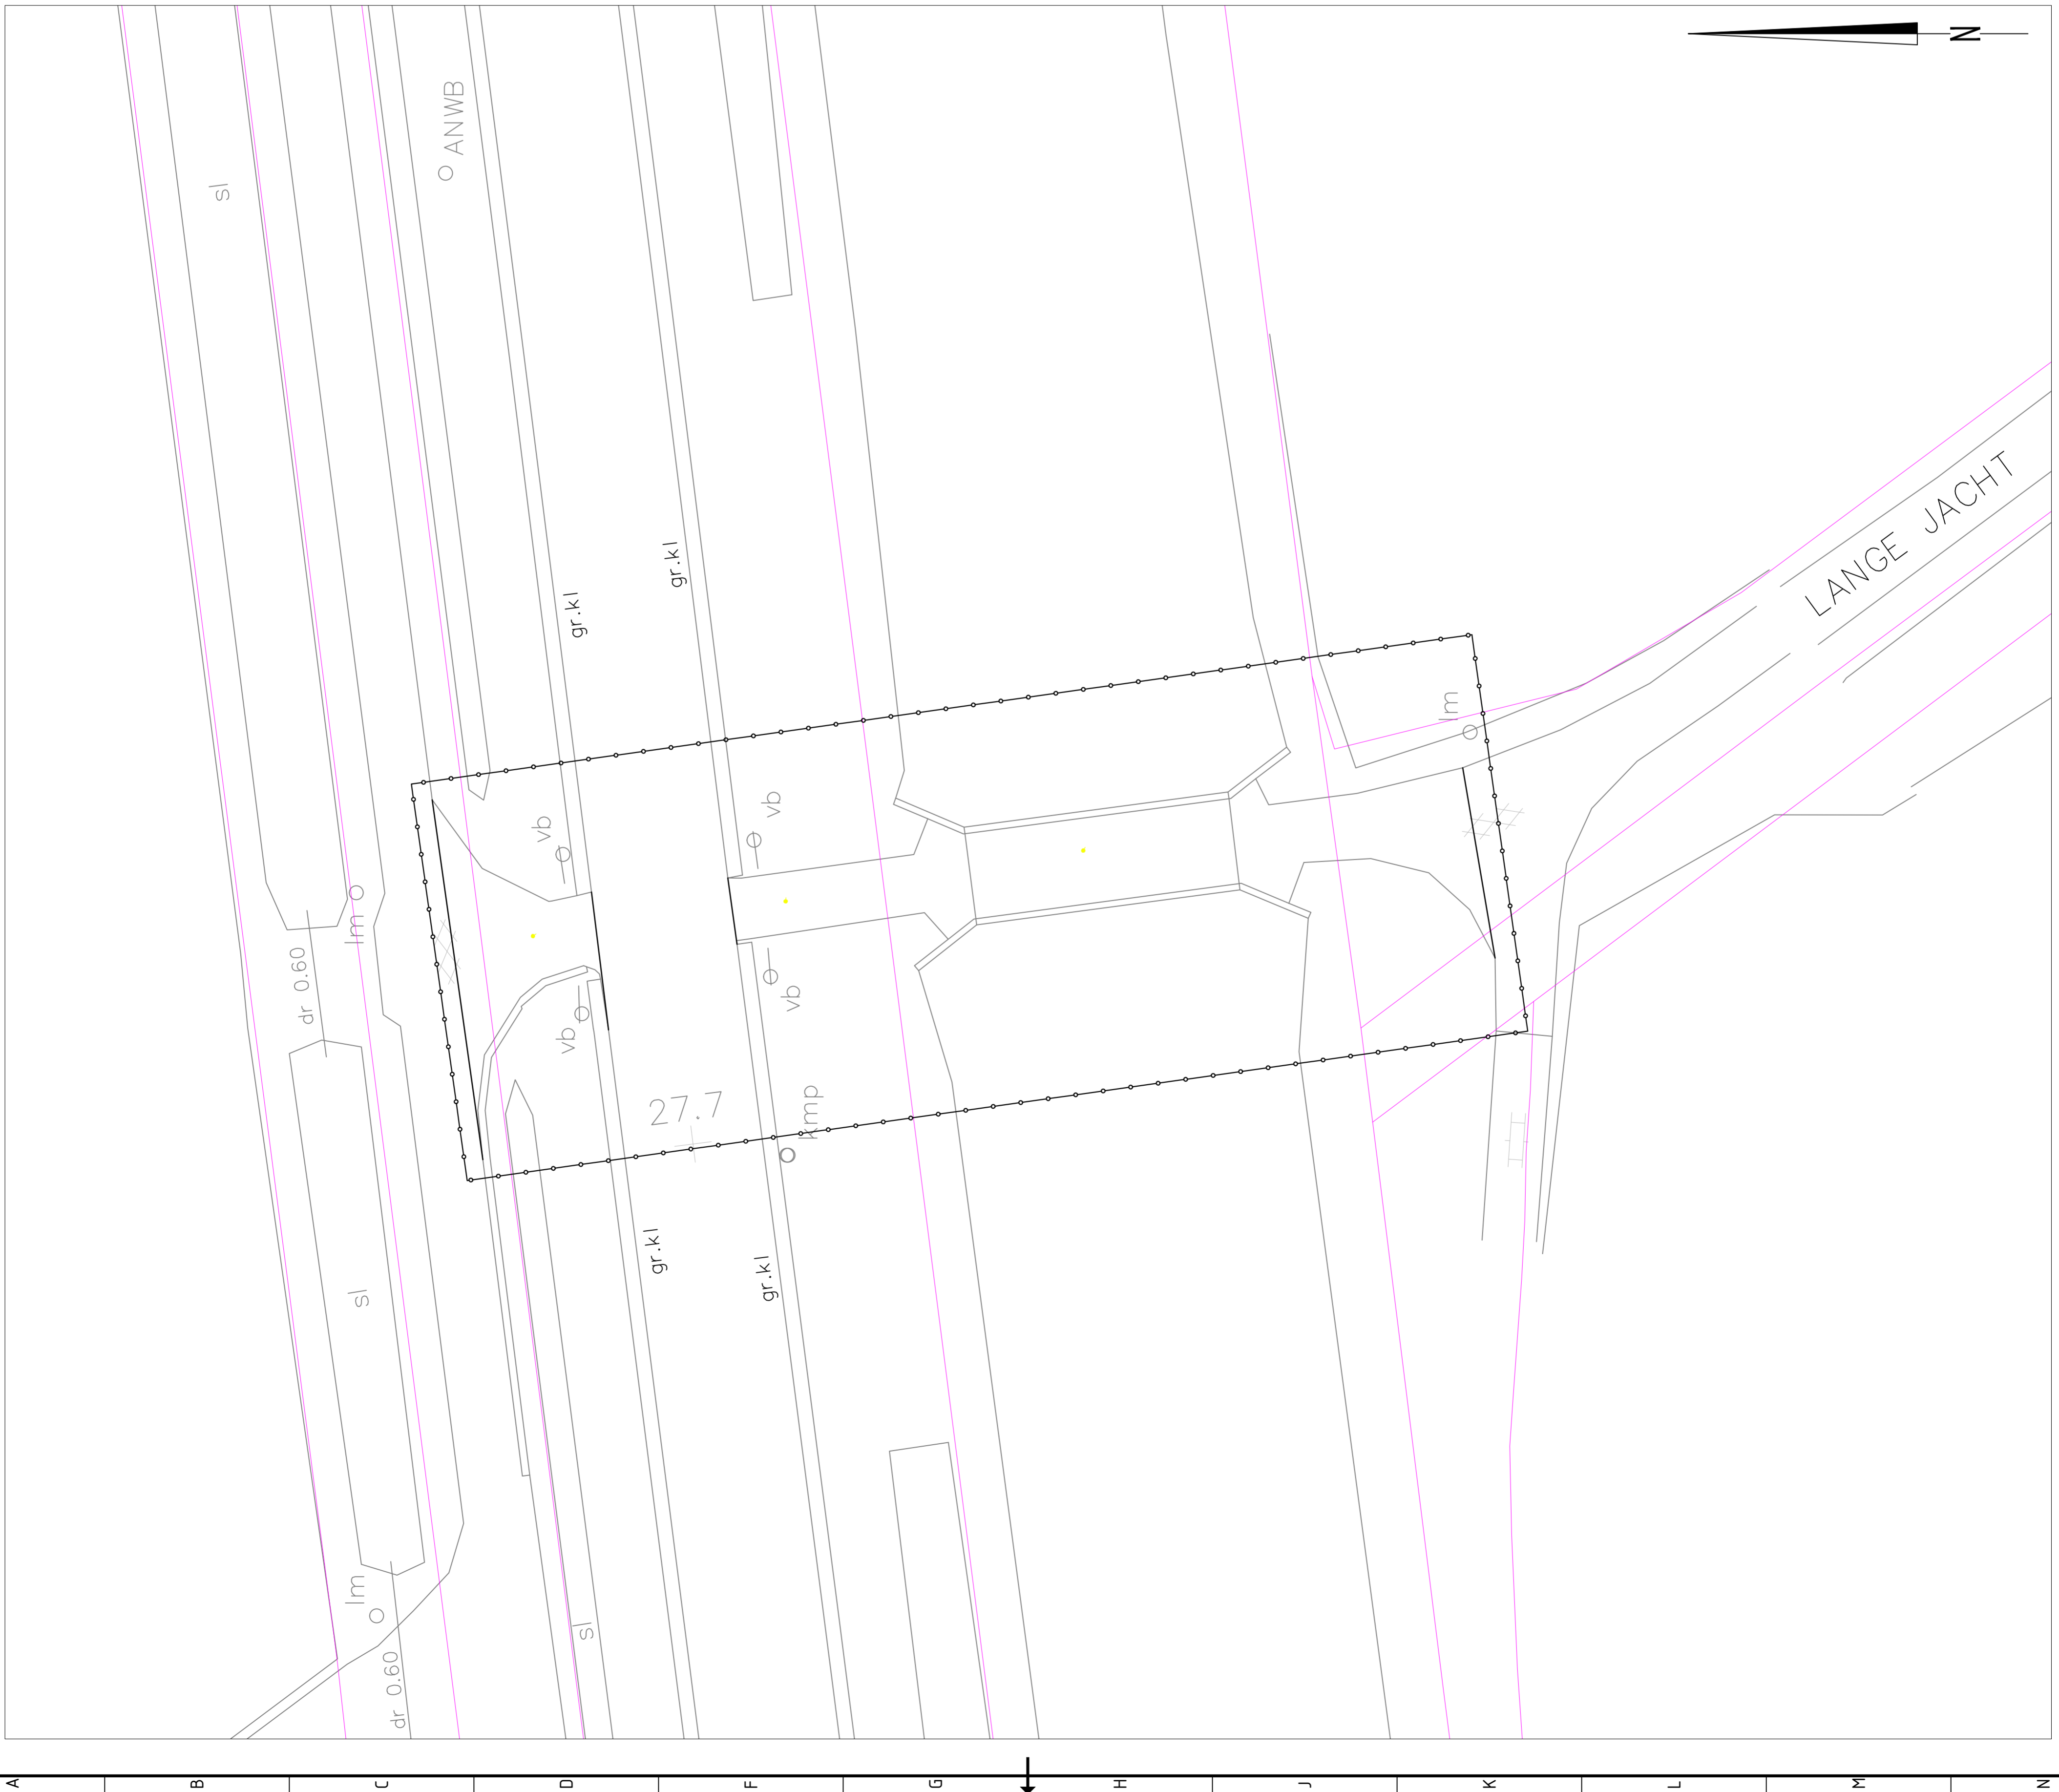 N
ANWB
sl
gr.kl
gr.kl
LANGE JACHT
lm
vb
vb
lm
dr 0.60
vb
vb
27.7
kmp
gr.kl
gr.kl
sl
lm
sl
dr 0.60
A B C D F G H J K L M N